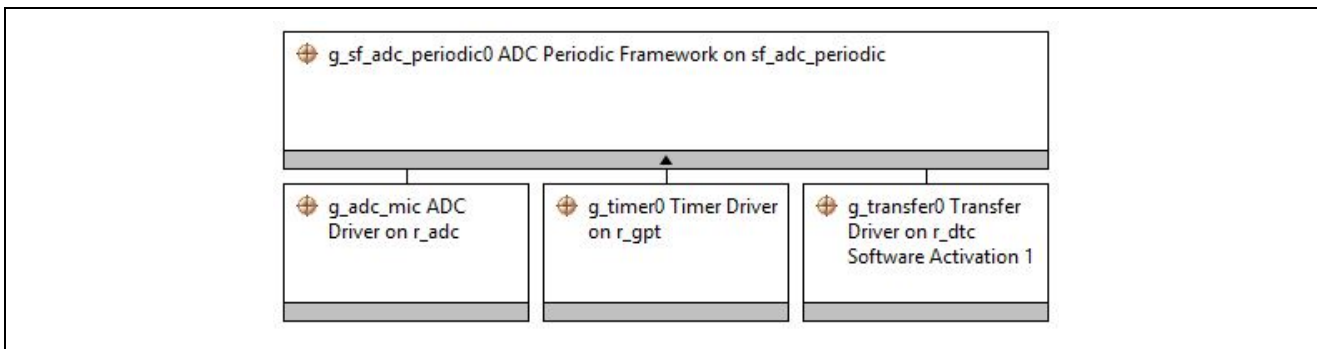 g_sf_adc_periodic0 ADC Periodic Framework on sf_adc_periodic
g_adc_mic ADC
Driver on r_adc
g_timer0 Timer Driver
on r_gpt
g_transfer0 Transfer
Driver on r_dtc
Software Activation 1